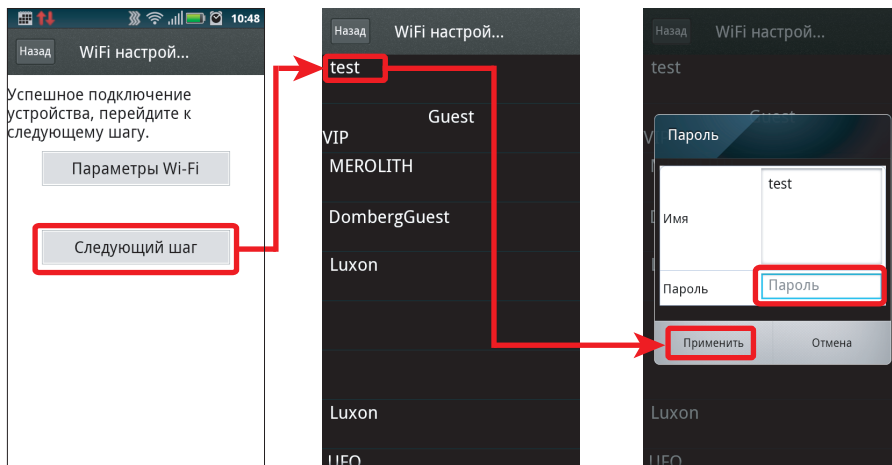 10:48
Назад WiFi настрой...
Успешное подключение
устройства, перейдите к
следующему шагу.
Параметры Wi-Fi
Следующий шаг
Назад WiFi настрой...
test
Guest
VIP
MEROLITH
DombergGuest
Luxon
Luxon
UFO
Назад WiFi настрой...
test
Guest
Пароль
test
Имя
Пароль Пароль
Применить Отмена
Luxon
UFO